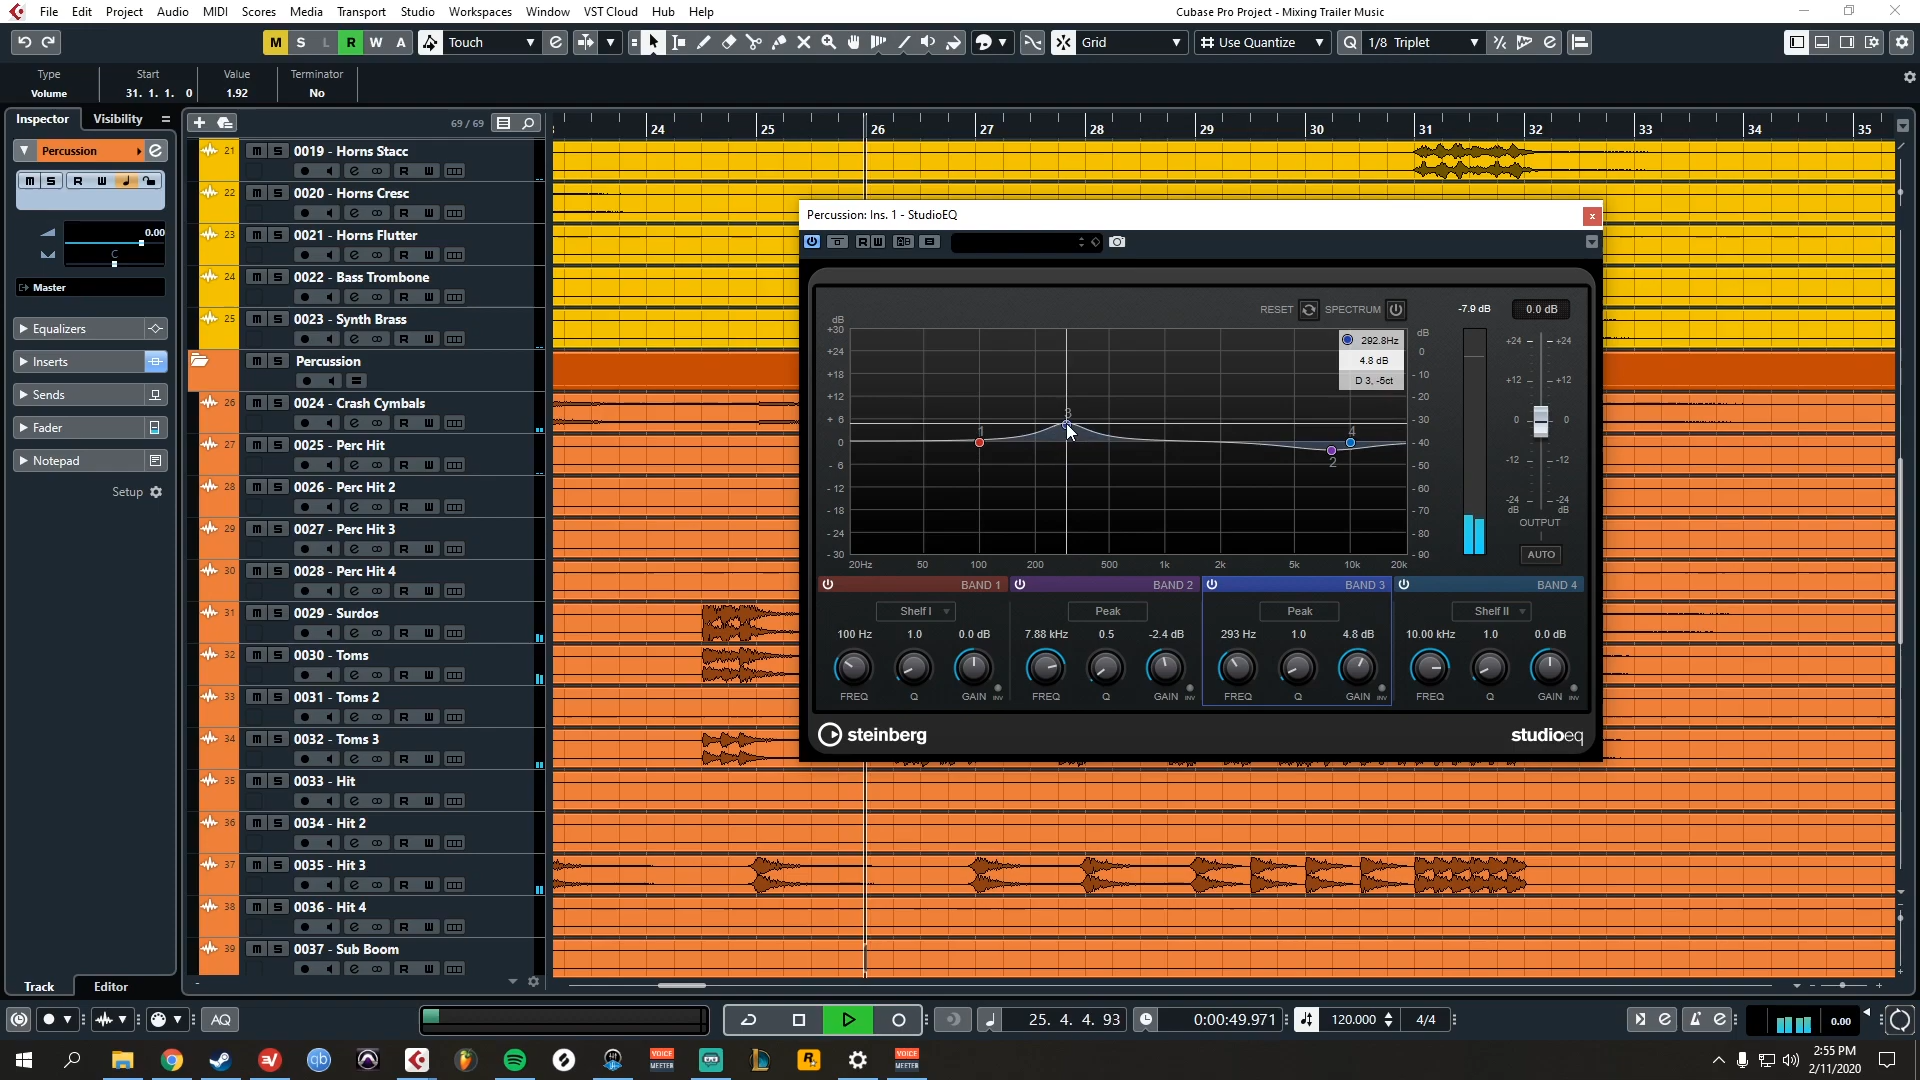 File Edit Project Audio MIDI Scores Media Transport Studio Workspaces Window VST Cloud Hub Help
Cubase Pro Project - Mixing Trailer Music
M S L R W A Touch
Grid
Use Quantize
1/8 Triplet
Type Start Value Terminator
Volume 31. 1. 1. 0 1.92 No
Inspector Visibility
69 / 69
24 25 26 27 28 29 30 31 32 33 34 35
Percussion
0.00
C
Master
Equalizers
Inserts
Sends
Fader
Notepad
Setup
21 0019 - Horns Stacc
22 0020 - Horns Cresc
23 0021 - Horns Flutter
24 0022 - Bass Trombone
25 0023 - Synth Brass
Percussion
26 0024 - Crash Cymbals
27 0025 - Perc Hit
28 0026 - Perc Hit 2
29 0027 - Perc Hit 3
30 0028 - Perc Hit 4
31 0029 - Surdos
32 0030 - Toms
33 0031 - Toms 2
34 0032 - Toms 3
35 0033 - Hit
36 0034 - Hit 2
37 0035 - Hit 3
38 0036 - Hit 4
39 0037 - Sub Boom
Percussion: Ins. 1 - StudioEQ
RESET SPECTRUM -7.9 dB 0.0 dB
dB
+30
+24
+18
+12
+ 6
0
- 6
- 12
- 18
- 24
- 30
292.8Hz
4.8 dB
D 3, -5ct
1 3 4
2
dB
0
- 10
- 20
- 30
- 40
- 50
- 60
- 70
- 80
- 90
+24 +24
+12 +12
0 0
-12 -12
-24 -24
dB dB
OUTPUT
AUTO
20Hz 50 100 200 500 1k 2k 5k 10k 20k
BAND 1 BAND 2 BAND 3 BAND 4
Shelf I Peak Peak Shelf II
100 Hz 1.0 0.0 dB 7.88 kHz 0.5 -2.4 dB 293 Hz 1.0 4.8 dB 10.00 kHz 1.0 0.0 dB
FREQ Q GAIN INV FREQ Q GAIN INV FREQ Q GAIN INV FREQ Q GAIN INV
steinberg
studioeq
Track Editor
AQ
25. 4. 4. 93
0:00:49.971
120.000
4/4
0.00
VOICE MEETER
VOICE MEETER
2:55 PM
2/11/2020